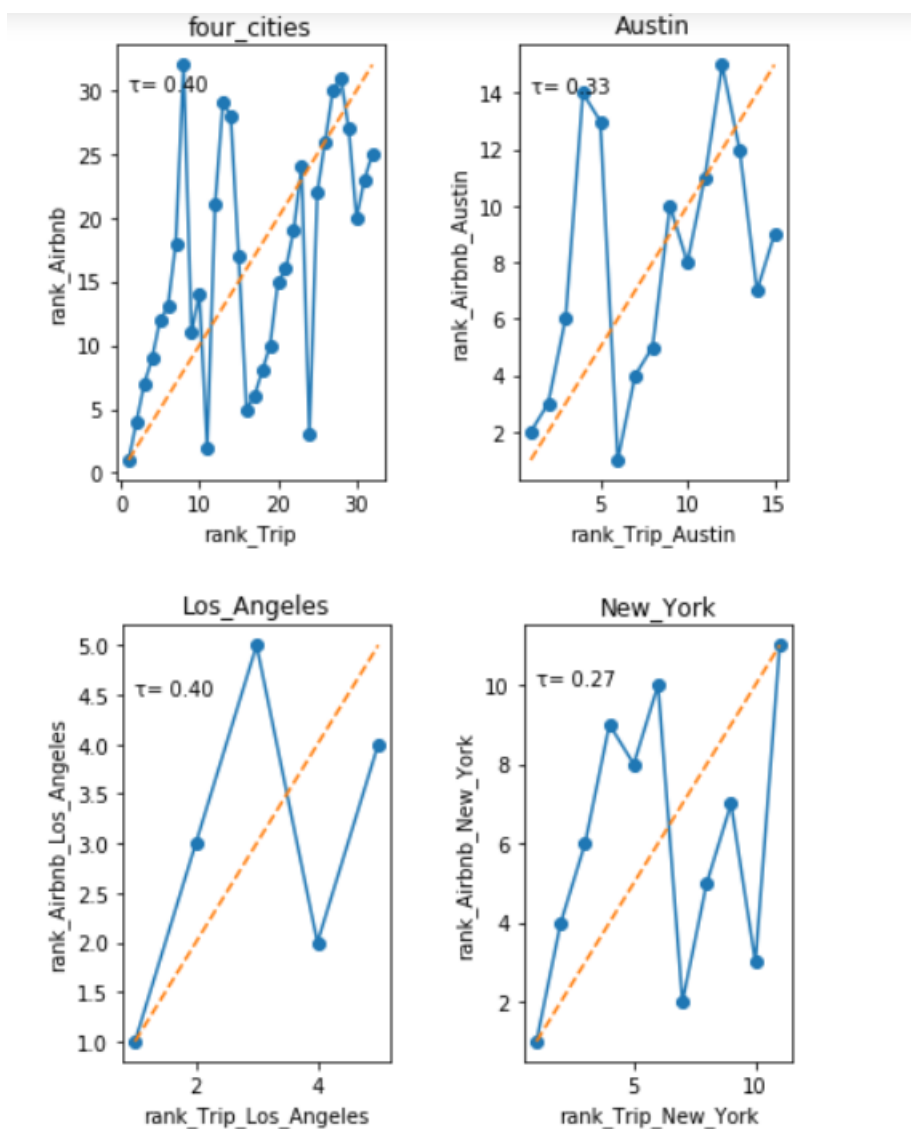 four_cities
τ= 0.40
30
25
20
15
10
5
0
rank_Airbnb
0 10 20 30
rank_Trip
Austin
τ= 0.33
14
12
10
8
6
4
2
rank_Airbnb_Austin
5 10 15
rank_Trip_Austin
Los_Angeles
τ= 0.40
5.0
4.5
4.0
3.5
3.0
2.5
2.0
1.5
1.0
rank_Airbnb_Los_Angeles
2 4
rank_Trip_Los_Angeles
New_York
τ= 0.27
10
8
6
4
2
rank_Airbnb_New_York
5 10
rank_Trip_New_York